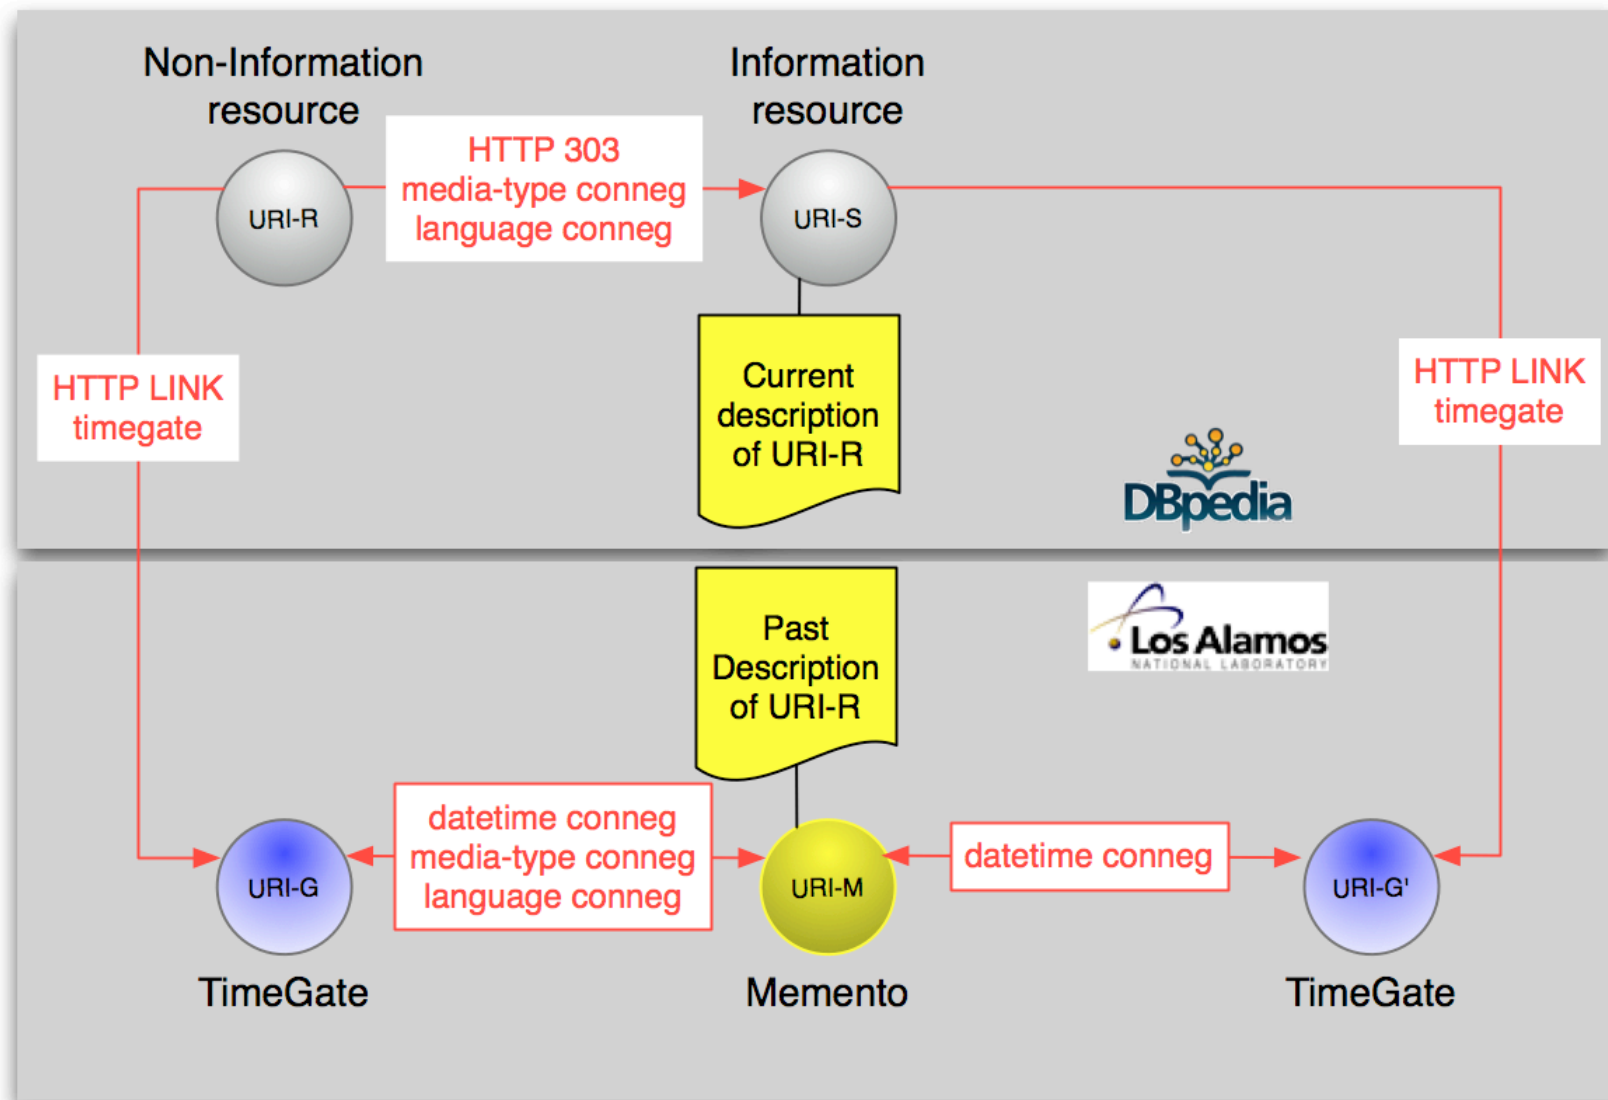 Non-Information
resource
Information
resource
HTTP 303
media-type conneg
language conneg
URI-R
URI-S
HTTP LINK
timegate
Current
description
of URI-R
HTTP LINK
timegate
DBpedia
Past
Description
of URI-R
Los Alamos
NATIONAL LABORATORY
datetime conneg
media-type conneg
language conneg
datetime conneg
URI-G
URI-M
URI-G'
TimeGate
Memento
TimeGate